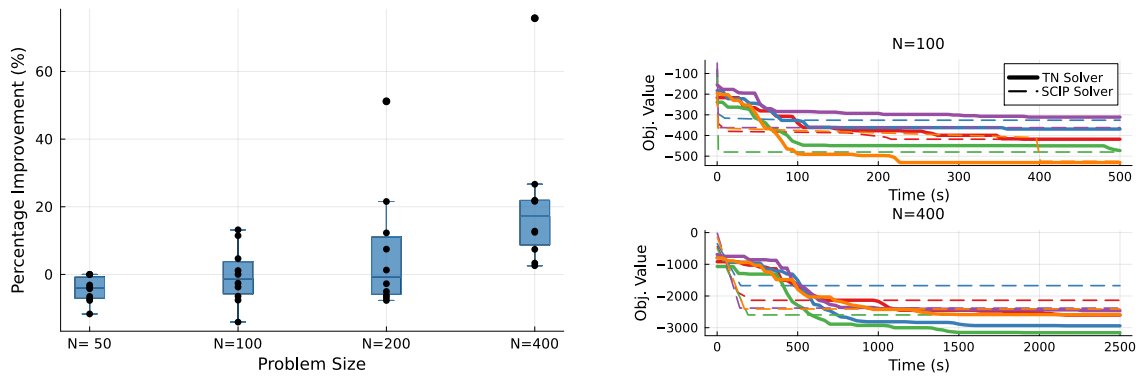 Percentage Improvement (%)
60
40
20
0
N= 50
N=100
N=200
N=400
Problem Size
N=100
Obj. Value
−100
−200
−300
−400
−500
TN Solver
SCIP Solver
0
100
200
300
400
500
Time (s)
N=400
Obj. Value
0
−1000
−2000
−3000
0
500
1000
1500
2000
2500
Time (s)